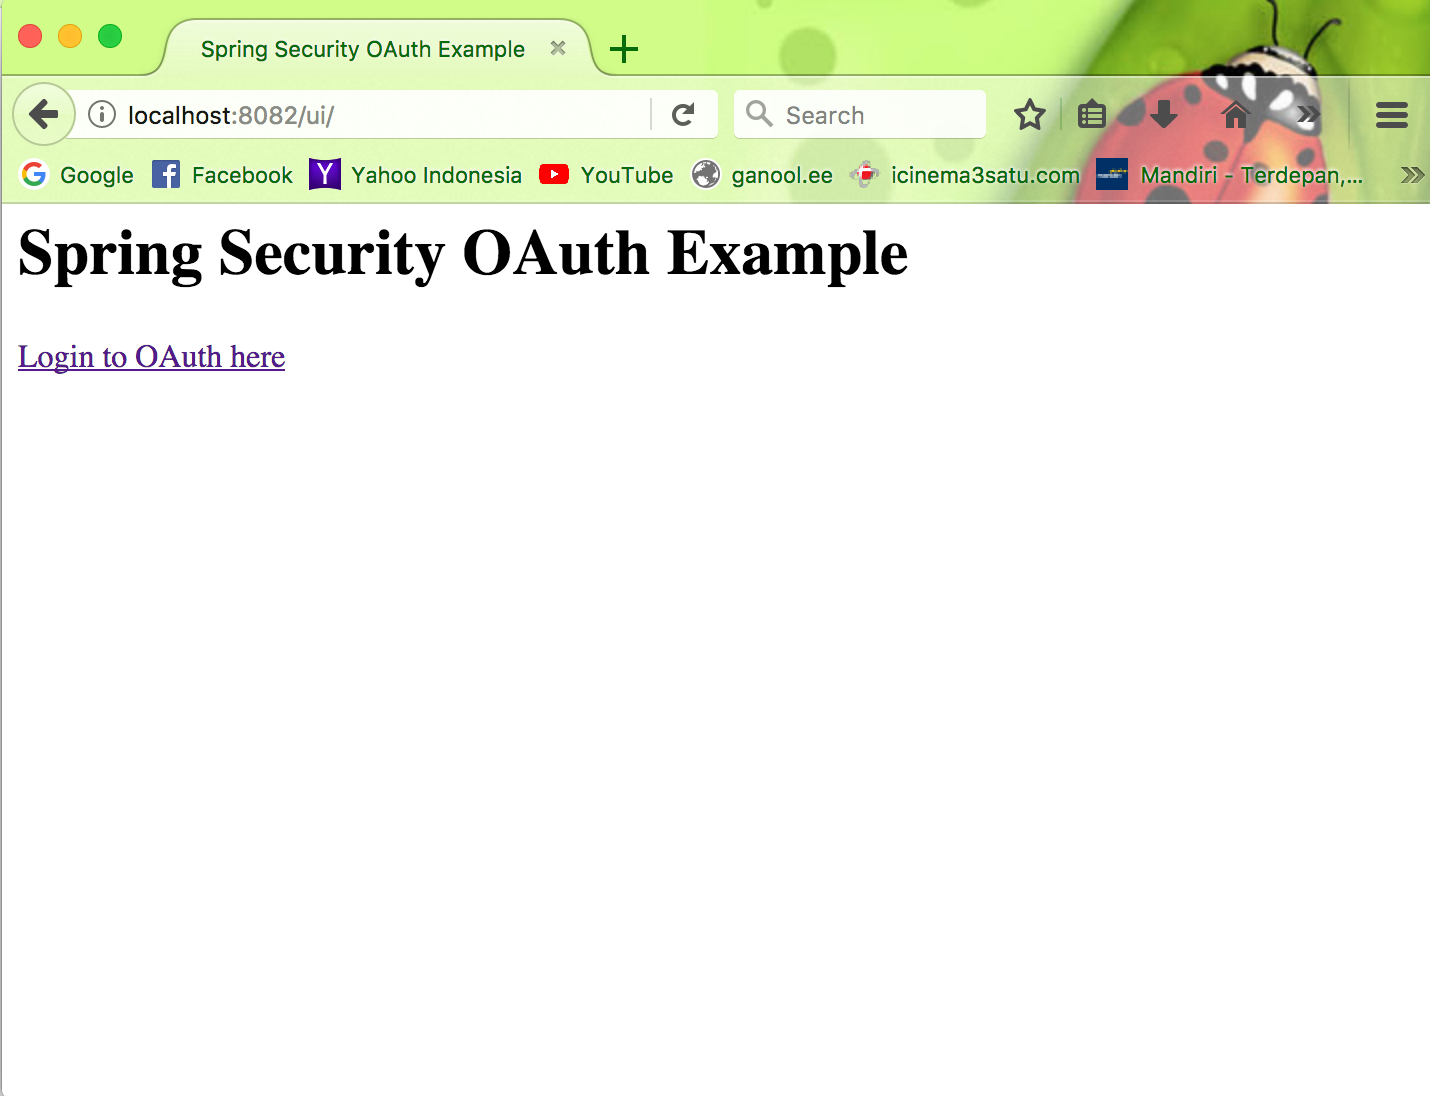 Spring Security OAuth Example
localhost:8082/ui/
Search
Google Facebook Yahoo Indonesia YouTube ganool.ee icinema3satu.com Mandiri - Terdepan,...
Spring Security OAuth Example
Login to OAuth here